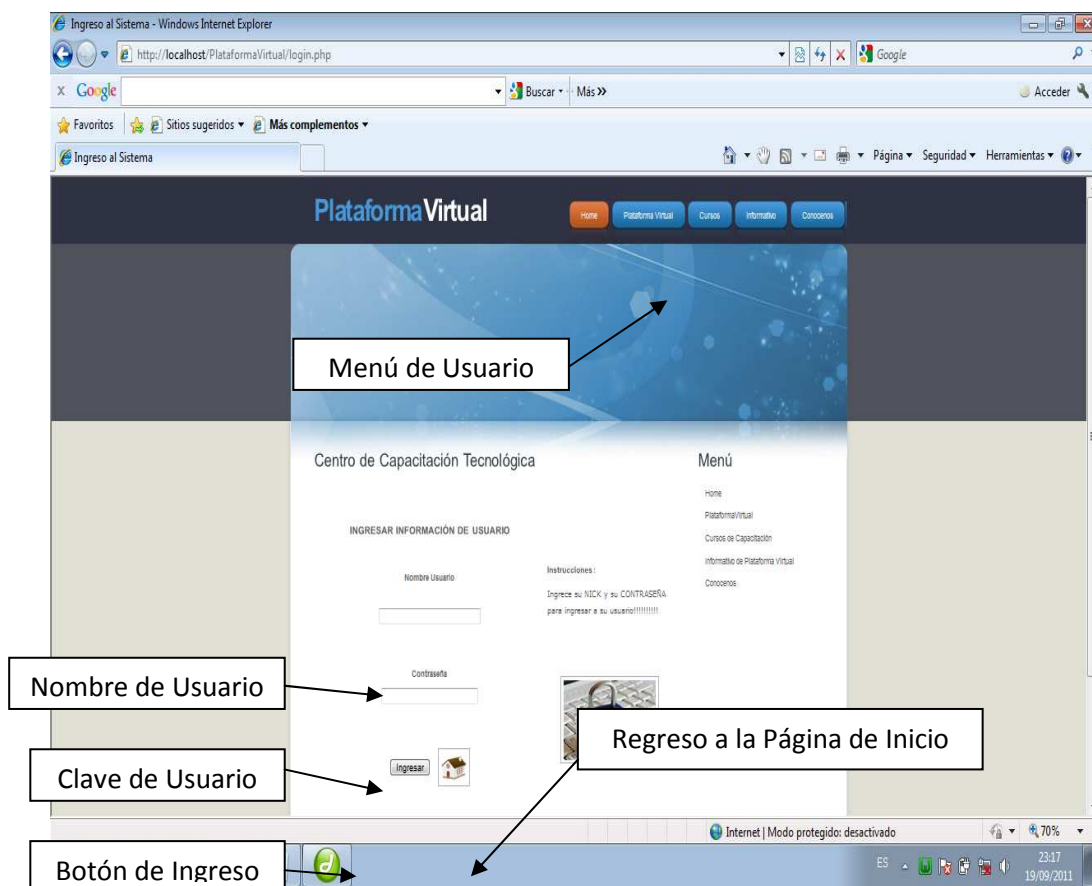 Ingreso al Sistema - Windows Internet Explorer
http://localhost/PlataformaVirtual/login.php
Google
x Google
Buscar
Más »
Acceder
Favoritos
Sitios sugeridos
Más complementos
Ingreso al Sistema
Página
Seguridad
Herramientas
PlataformaVirtual
Home
Plataforma Virtual
Cursos
Informativo
Conocenos
Menú de Usuario
Centro de Capacitación Tecnológica
Menú
Home
PlataformaVirtual
Cursos de Capacitación
Informativo de Plataforma Virtual
Conocenos
INGRESAR INFORMACIÓN DE USUARIO
Nombre Usuario
Instrucciones:
Ingrece su NICK y su CONTRASEÑA
para ingresar a su usuario!!!!!!!!!!
Contraseña
Nombre de Usuario
Regreso a la Página de Inicio
Ingresar
Clave de Usuario
Internet | Modo protegido: desactivado
70%
Botón de Ingreso
ES
23:17
19/09/2011